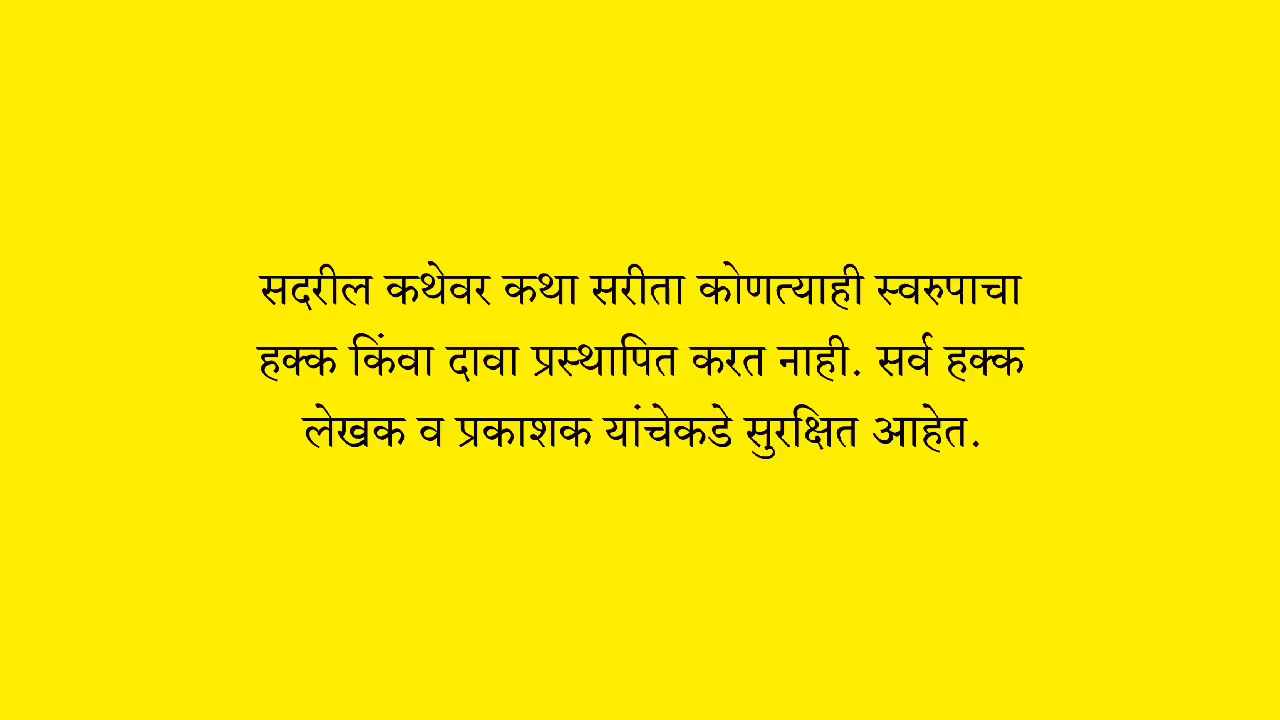 सदरील कथेवर कथा सरीता कोणत्याही स्वरुपाचा
हक्क किंवा दावा प्रस्थापित करत नाही. सर्व हक्क
लेखक व प्रकाशक यांचेकडे सुरक्षित आहेत.